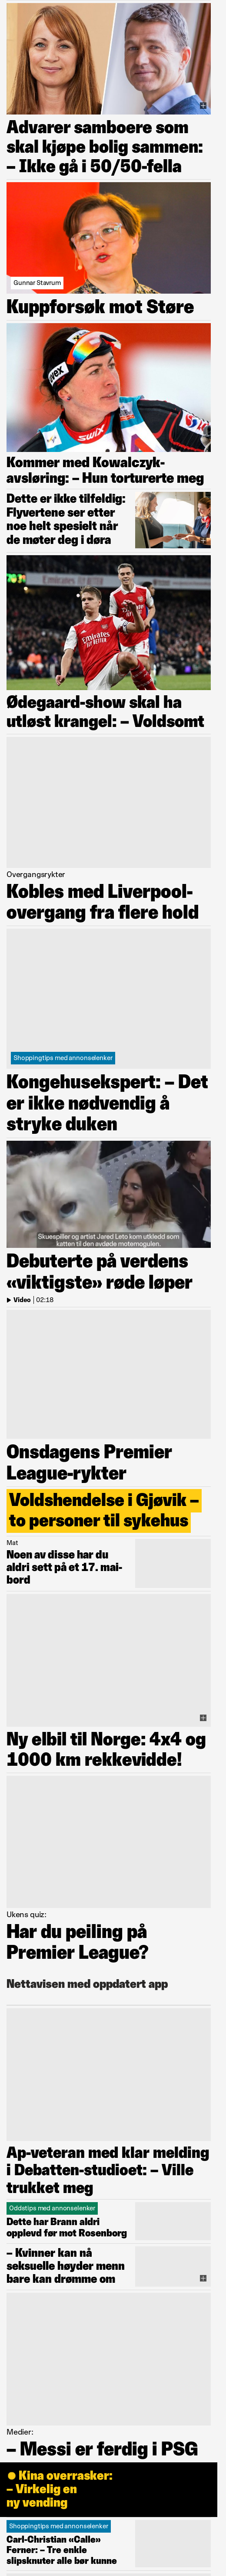 Advarer samboere som
skal kjøpe bolig sammen:
– Ikke gå i 50/50-fella
Gunnar Stavrum
Kuppforsøk mot Støre
uvex
SWIX
Kommer med Kowalczyk-
avsløring: – Hun torturerte meg
Dette er ikke tilfeldig:
Flyvertene ser etter
noe helt spesielt når
de møter deg i døra
Emirates
Ødegaard-show skal ha
utløst krangel: – Voldsomt
Overgangsrykter
Kobles med Liverpool-
overgang fra flere hold
Shoppingtips med annonselenker
Kongehusekspert: – Det
er ikke nødvendig å
stryke duken
Skuespiller og artist Jared Leto kom utkledd som
katten til den avdøde motemogulen.
Debuterte på verdens
«viktigste» røde løper
Video | 02:18
Onsdagens Premier
League-rykter
Voldshendelse i Gjøvik –
to personer til sykehus
Mat
Noen av disse har du
aldri sett på et 17. mai-
bord
Ny elbil til Norge: 4x4 og
1000 km rekkevidde!
Ukens quiz:
Har du peiling på
Premier League?
Nettavisen med oppdatert app
Ap-veteran med klar melding
i Debatten-studioet: – Ville
trukket meg
Oddstips med annonselenker
Dette har Brann aldri
opplevd før mot Rosenborg
– Kvinner kan nå
seksuelle høyder menn
bare kan drømme om
Medier:
– Messi er ferdig i PSG
Kina overrasker:
– Virkelig en
ny vending
Shoppingtips med annonselenker
Carl-Christian «Calle»
Ferner: – Tre enkle
slipsknuter alle bør kunne